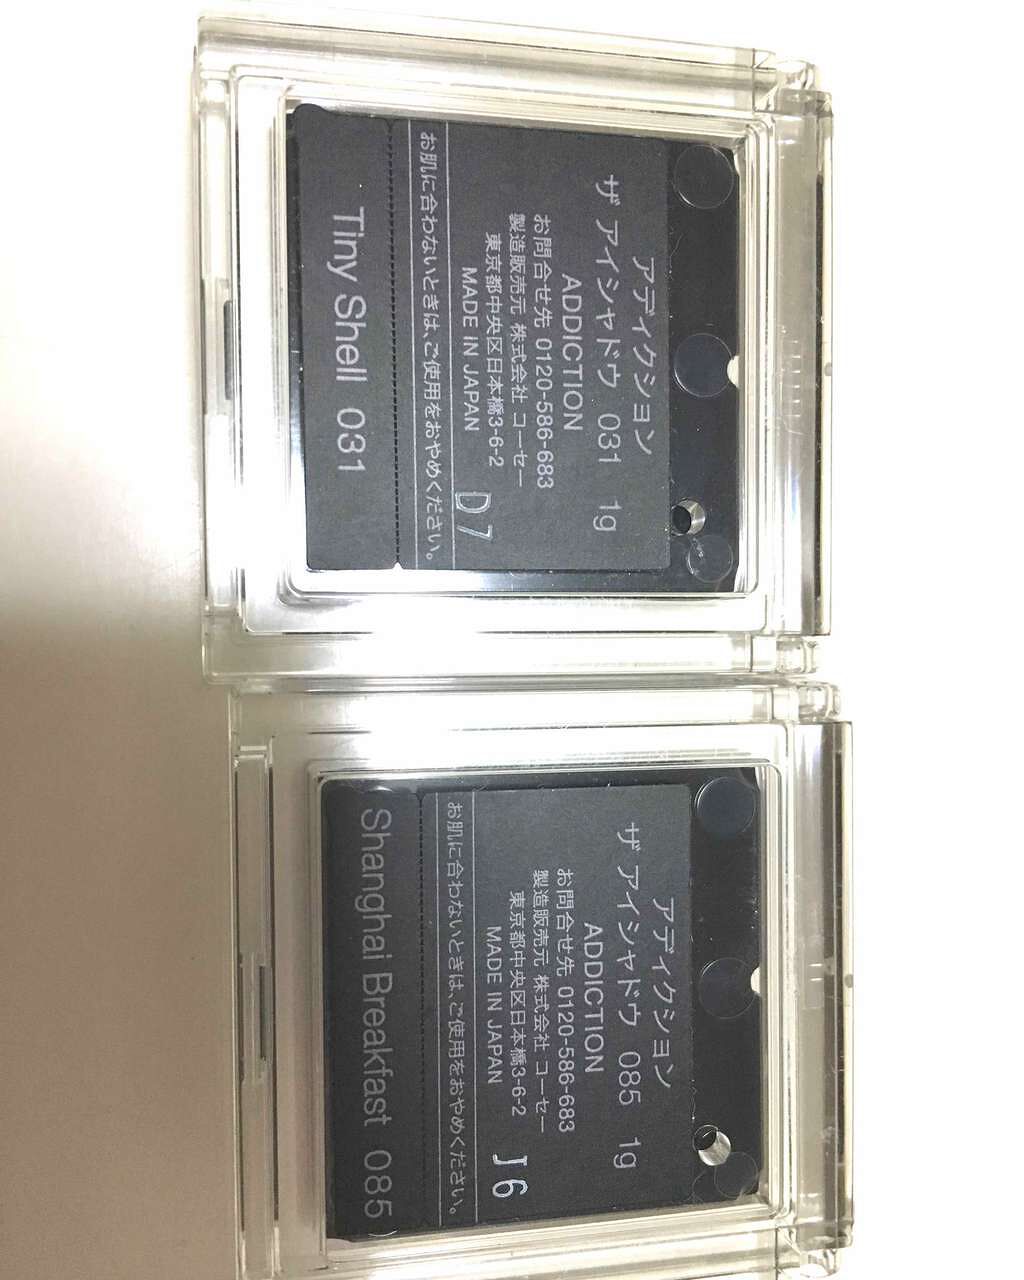 アディクション
ザ アイシャドウ 031 1g
ADDICTION
お問合せ先 0120-586-683
製造販売元 株式会社 コーセー
東京都中央区日本橋3-6-2
MADE IN JAPAN
D7
お肌に合わないときは、ご使用をおやめください。
Tiny Shell 031
アディクション
ザ アイシャドウ 085 1g
ADDICTION
お問合せ先 0120-586-683
製造販売元 株式会社 コーセー
東京都中央区日本橋3-6-2
MADE IN JAPAN
J6
お肌に合わないときは、ご使用をおやめください。
Shanghai Breakfast 085